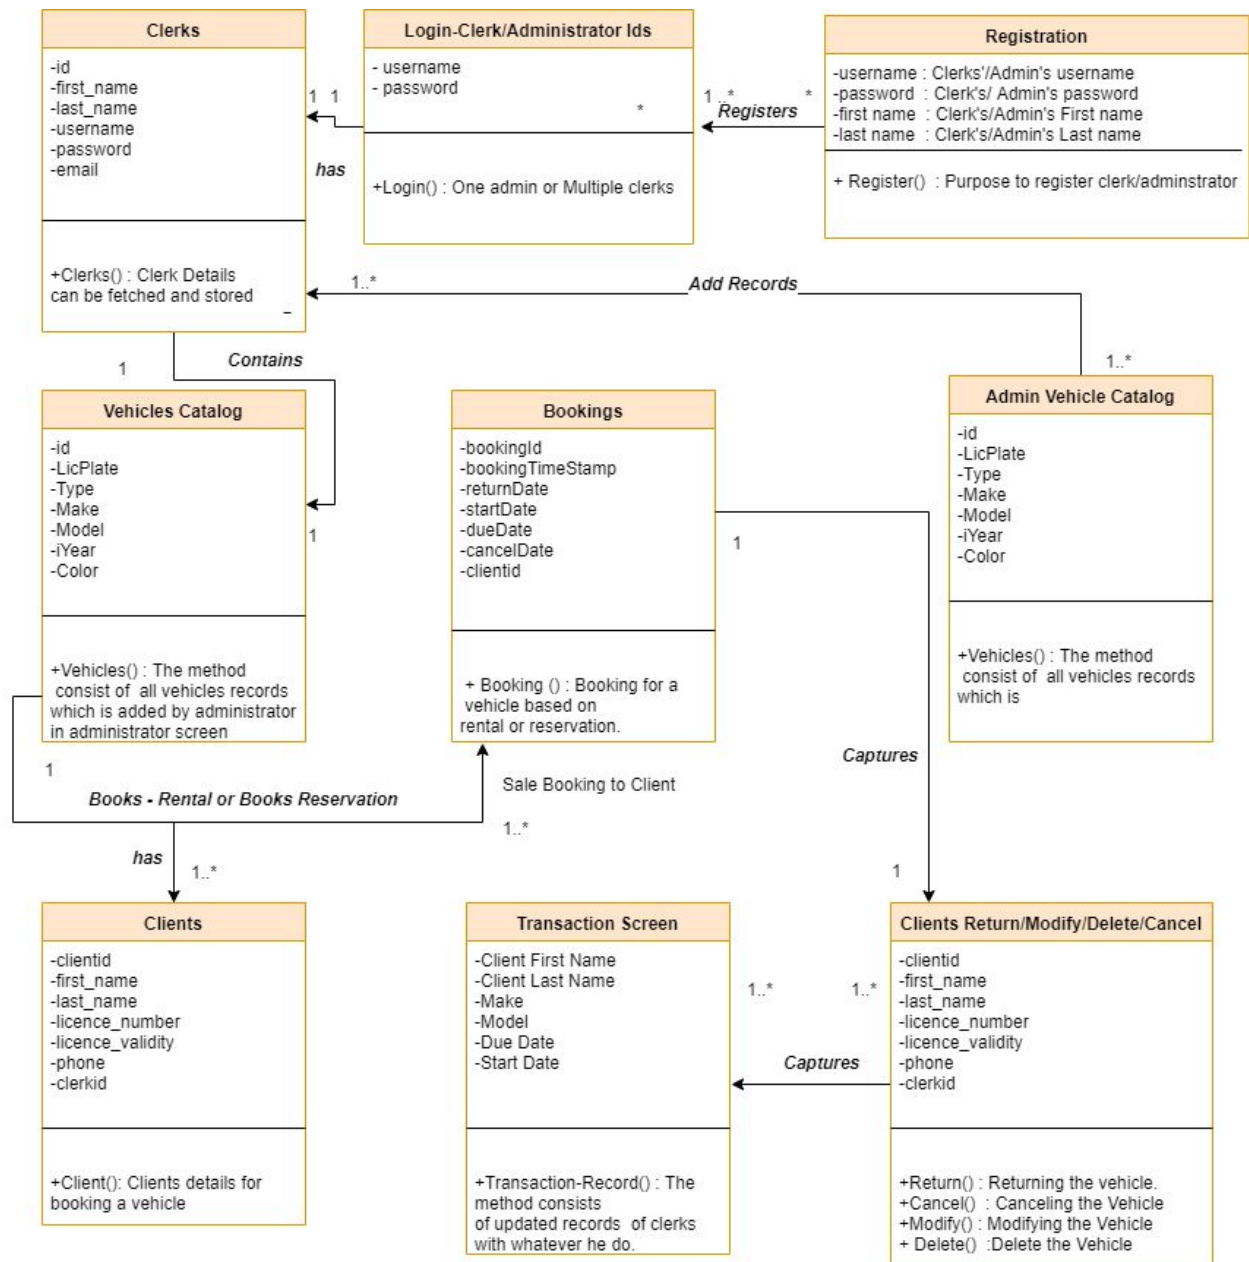 Clerks
-id
-first_name
-last_name
-username
-password
-email
+Clerks() : Clerk Details
can be fetched and stored
_
Login-Clerk/Administrator Ids
- username
- password
*
+Login() : One admin or Multiple clerks
1 1
has
1..* *
Registers
Registration
-username : Clerks'/Admin's username
-password : Clerk's/ Admin's password
-first name : Clerk's/Admin's First name
-last name : Clerk's/Admin's Last name
+ Register() : Purpose to register clerk/adminstrator
1..*
Add Records
1..*
1
Contains
1
Vehicles Catalog
-id
-LicPlate
-Type
-Make
-Model
-iYear
-Color
+Vehicles() : The method
consist of all vehicles records
which is added by administrator
in administrator screen
Bookings
-bookingId
-bookingTimeStamp
-returnDate
-startDate
-dueDate
-cancelDate
-clientid
+ Booking () : Booking for a
vehicle based on
rental or reservation.
1
Captures
1
Admin Vehicle Catalog
-id
-LicPlate
-Type
-Make
-Model
-iYear
-Color
+Vehicles() : The method
consist of all vehicles records
which is
1
Books - Rental or Books Reservation
Sale Booking to Client
1..*
has
1..*
Clients
-clientid
-first_name
-last_name
-licence_number
-licence_validity
-phone
-clerkid
+Client(): Clients details for
booking a vehicle
Transaction Screen
-Client First Name
-Client Last Name
-Make
-Model
-Due Date
-Start Date
+Transaction-Record() : The
method consists
of updated records of clerks
with whatever he do.
1..* 1..*
Captures
Clients Return/Modify/Delete/Cancel
-clientid
-first_name
-last_name
-licence_number
-licence_validity
-phone
-clerkid
+Return() : Returning the vehicle.
+Cancel() : Canceling the Vehicle
+Modify() : Modifying the Vehicle
+ Delete() :Delete the Vehicle